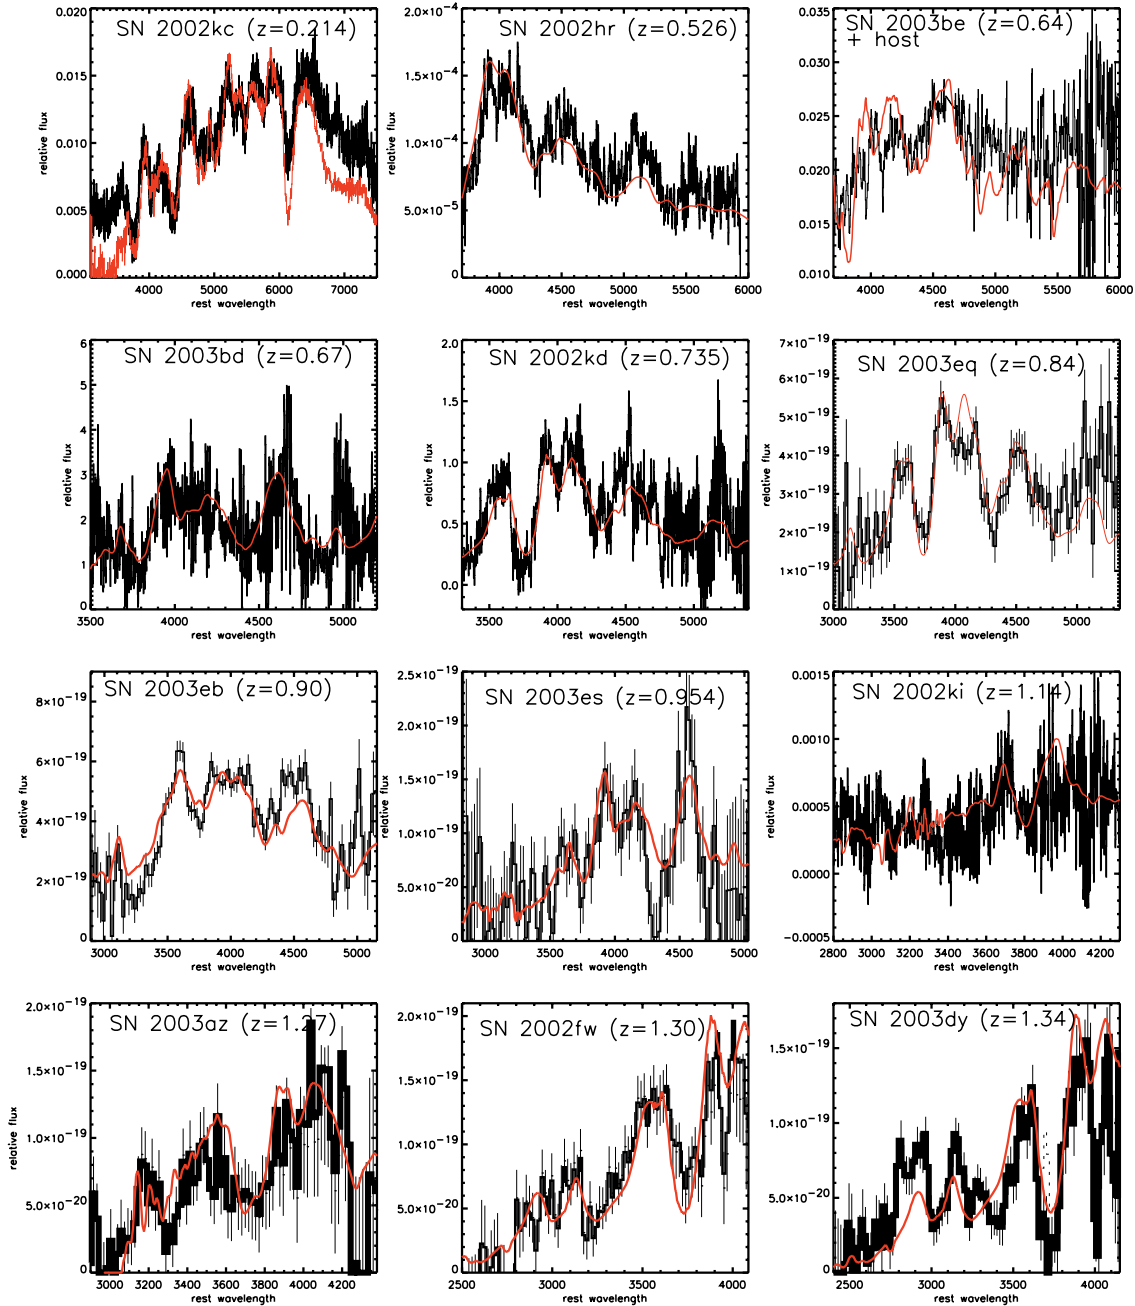 SN 2002kc (z=0.214)
0.020
0.015
0.010
0.005
0.000
relative flux
4000 5000 6000 7000
rest wavelength
SN 2002hr (z=0.526)
2.0×10⁻⁴
1.5×10⁻⁴
1.0×10⁻⁴
5.0×10⁻⁵
0
relative flux
4000 4500 5000 5500 6000
rest wavelength
SN 2003be (z=0.64)
+ host
0.035
0.030
0.025
0.020
0.015
0.010
relative flux
4000 4500 5000 5500 6000
rest wavelength
SN 2003bd (z=0.67)
6
5
4
3
2
1
0
relative flux
3500 4000 4500 5000
rest wavelength
SN 2002kd (z=0.735)
2.0
1.5
1.0
0.5
0.0
relative flux
3500 4000 4500 5000
rest wavelength
SN 2003eq (z=0.84)
7×10⁻¹⁹
6×10⁻¹⁹
5×10⁻¹⁹
4×10⁻¹⁹
3×10⁻¹⁹
2×10⁻¹⁹
1×10⁻¹⁹
0
relative flux
3000 3500 4000 4500 5000
rest wavelength
SN 2003eb (z=0.90)
8×10⁻¹⁹
6×10⁻¹⁹
4×10⁻¹⁹
2×10⁻¹⁹
0
relative flux
3000 3500 4000 4500 5000
rest wavelength
SN 2003es (z=0.954)
2.5×10⁻¹⁹
2.0×10⁻¹⁹
1.5×10⁻¹⁹
1.0×10⁻¹⁹
5.0×10⁻²⁰
0
relative flux
3000 3500 4000 4500 5000
rest wavelength
SN 2002ki (z=1.14)
0.0015
0.0010
0.0005
0.0000
−0.0005
relative flux
2800 3000 3200 3400 3600 3800 4000 4200
rest wavelength
SN 2003az (z=1.27)
2.0×10⁻¹⁹
1.5×10⁻¹⁹
1.0×10⁻¹⁹
5.0×10⁻²⁰
0
relative flux
3000 3200 3400 3600 3800 4000 4200
rest wavelength
SN 2002fw (z=1.30)
2.0×10⁻¹⁹
1.5×10⁻¹⁹
1.0×10⁻¹⁹
5.0×10⁻²⁰
0
2500 3000 3500 4000
rest wavelength
SN 2003dy (z=1.34)
1.5×10⁻¹⁹
1.0×10⁻¹⁹
5.0×10⁻²⁰
0
2500 3000 3500 4000
rest wavelength